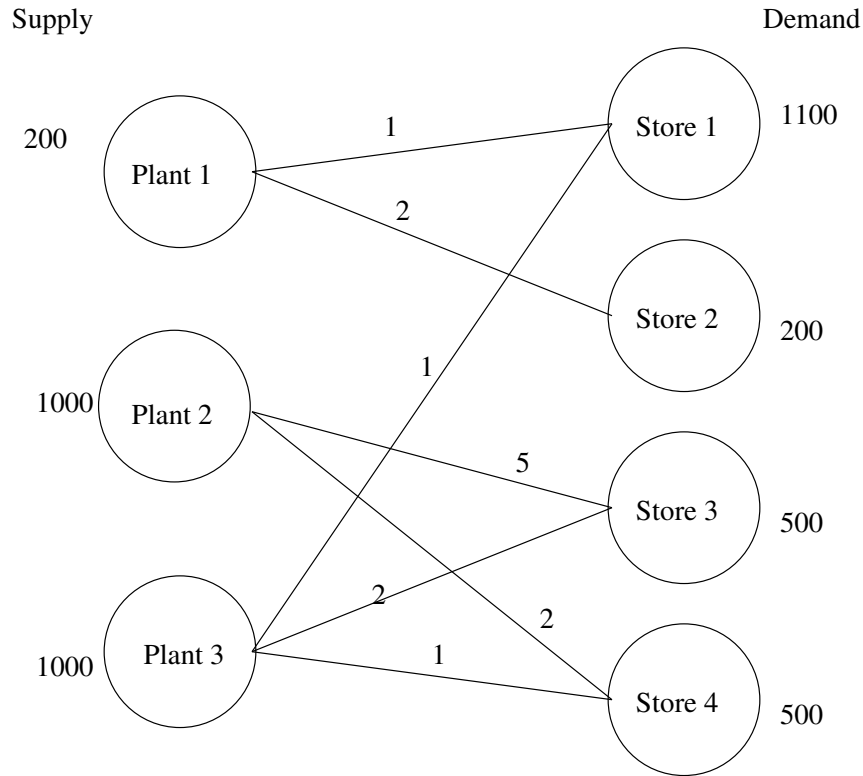 Supply
Demand
200
Plant 1
1
2
Store 1
1100
Store 2
200
1000
Plant 2
1
5
Store 3
500
1000
Plant 3
2
1
2
Store 4
500